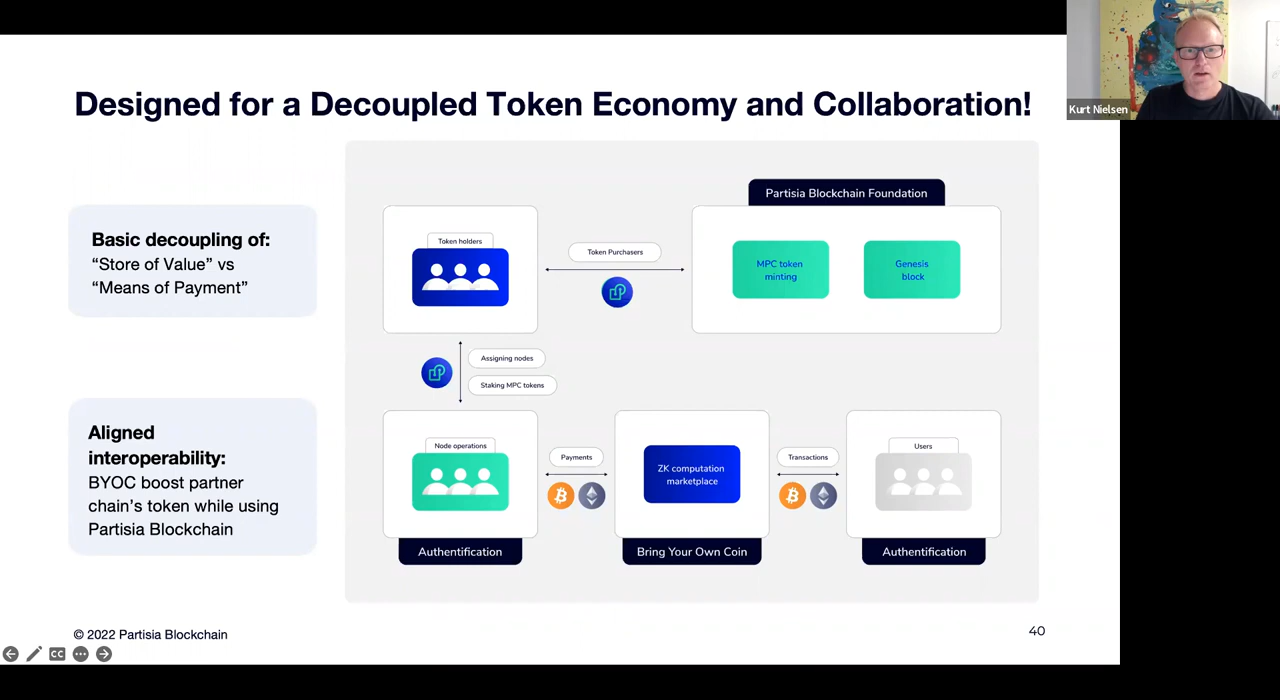 Designed for a Decoupled Token Economy and Collaboration!
Kurt Nielsen
Basic decoupling of:
“Store of Value” vs
“Means of Payment”
Aligned
interoperability:
BYOC boost partner
chain’s token while using
Partisia Blockchain
Partisia Blockchain Foundation
Token holders
Token Purchasers
MPC token
minting
Genesis
block
Assigning nodes
Staking MPC tokens
Node operations
Payments
ZK computation
marketplace
Transactions
Users
Authentification
Bring Your Own Coin
Authentification
© 2022 Partisia Blockchain
40
CC